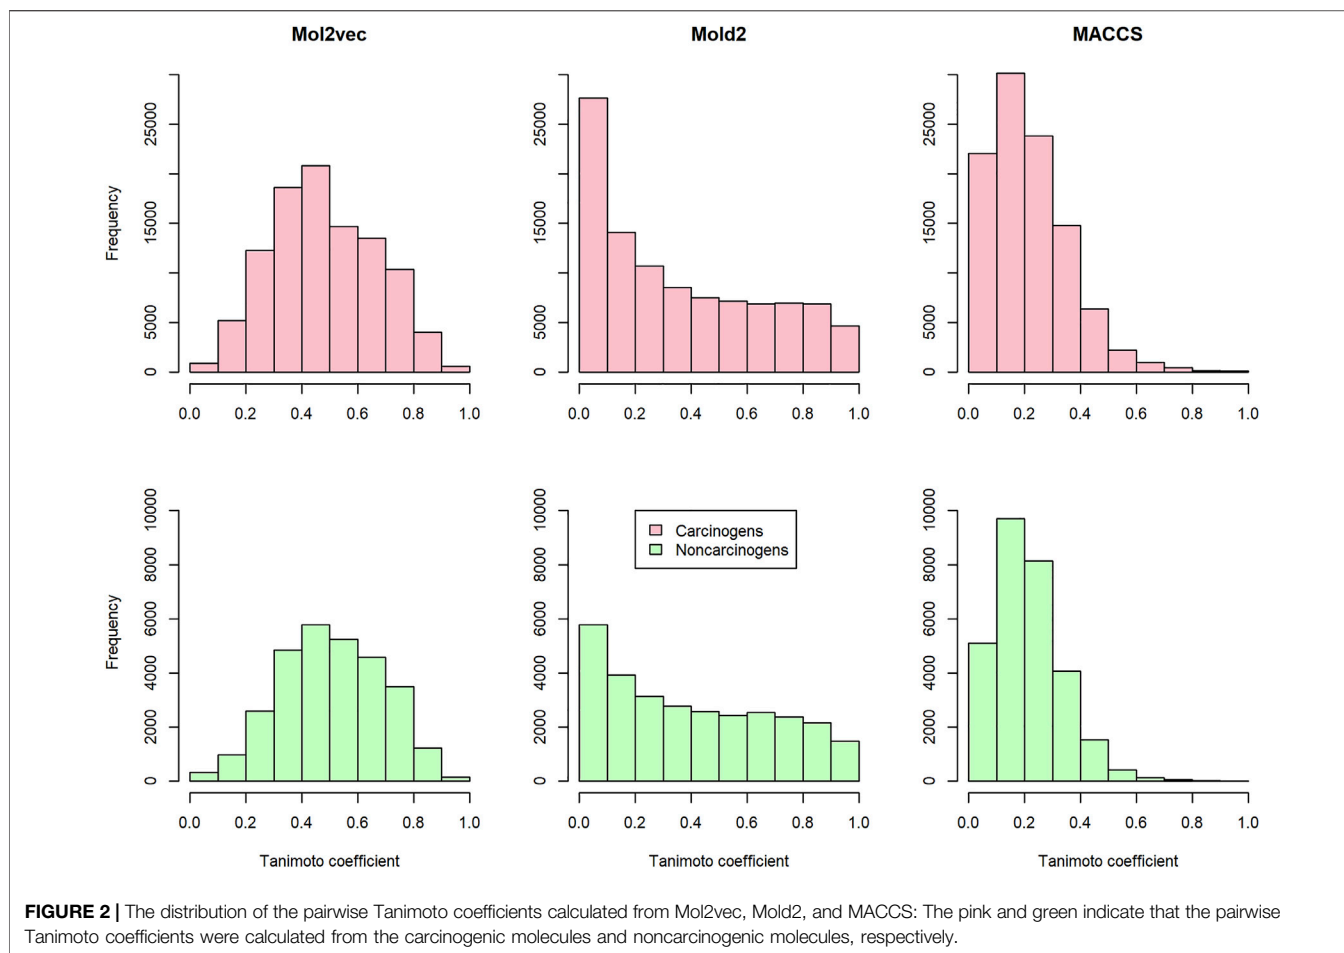 Mol2vec
Mold2
MACCS
Frequency
0
5000
15000
25000
0.0 0.2 0.4 0.6 0.8 1.0
0
5000
15000
25000
0.0 0.2 0.4 0.6 0.8 1.0
0
5000
15000
25000
0.0 0.2 0.4 0.6 0.8 1.0
Frequency
0
2000
4000
6000
8000
10000
0.0 0.2 0.4 0.6 0.8 1.0
Tanimoto coefficient
0
2000
4000
6000
8000
10000
Carcinogens
Noncarcinogens
0.0 0.2 0.4 0.6 0.8 1.0
Tanimoto coefficient
0
2000
4000
6000
8000
10000
0.0 0.2 0.4 0.6 0.8 1.0
Tanimoto coefficient
FIGURE 2 | The distribution of the pairwise Tanimoto coefficients calculated from Mol2vec, Mold2, and MACCS: The pink and green indicate that the pairwise
Tanimoto coefficients were calculated from the carcinogenic molecules and noncarcinogenic molecules, respectively.